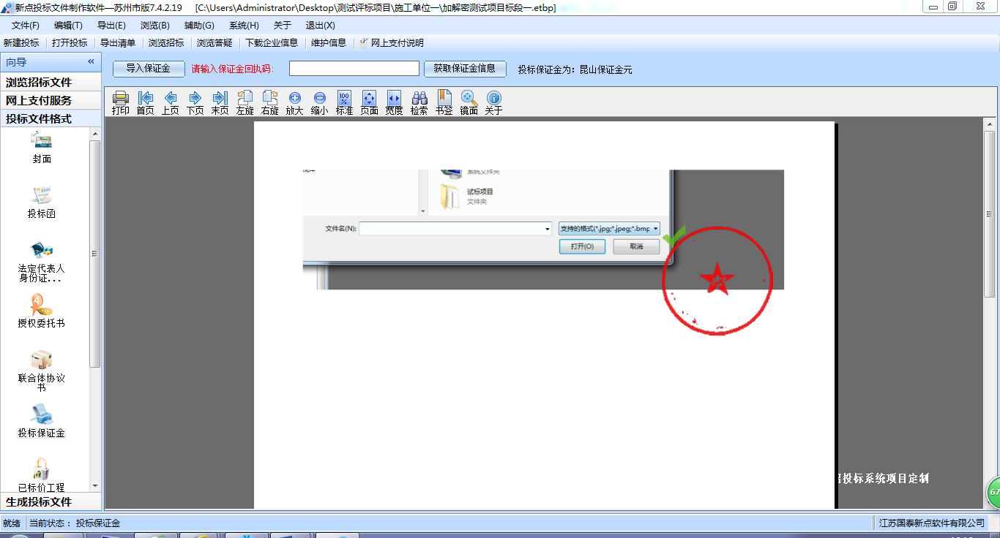 新点投标文件制作软件—苏州市版7.4.2.19 [C:\Users\Administrator\Desktop\测试评标项目\施工单位一\加解密测试项目标段一.etbp]
文件(F) 编辑(T) 导出(E) 浏览(B) 辅助(G) 系统(H) 关于 退出(X)
新建投标 打开投标 导出清单 浏览招标 浏览答疑 下载企业信息 维护信息 网上支付说明
向导 «
浏览招标文件
网上支付服务
投标文件格式
封面
投标函
法定代表人
身份证...
授权委托书
联合体协议
书
投标保证金
已标价工程
生成投标文件
导入保证金 请输入保证金回执码: 获取保证金信息 投标保证金为: 昆山保证金元
打印 首页 上页 下页 末页 左旋 右旋 放大 缩小 标准 页面 宽度 检索 书签 镜面 关于
系统文件夹
试标项目
文件夹
文件名(N): 支持的格式(*.jpg;*.jpeg;*.bmp
打开(O) 取消
投标系统项目定制
67
就绪 当前状态： 投标保证金 江苏国泰新点软件有限公司